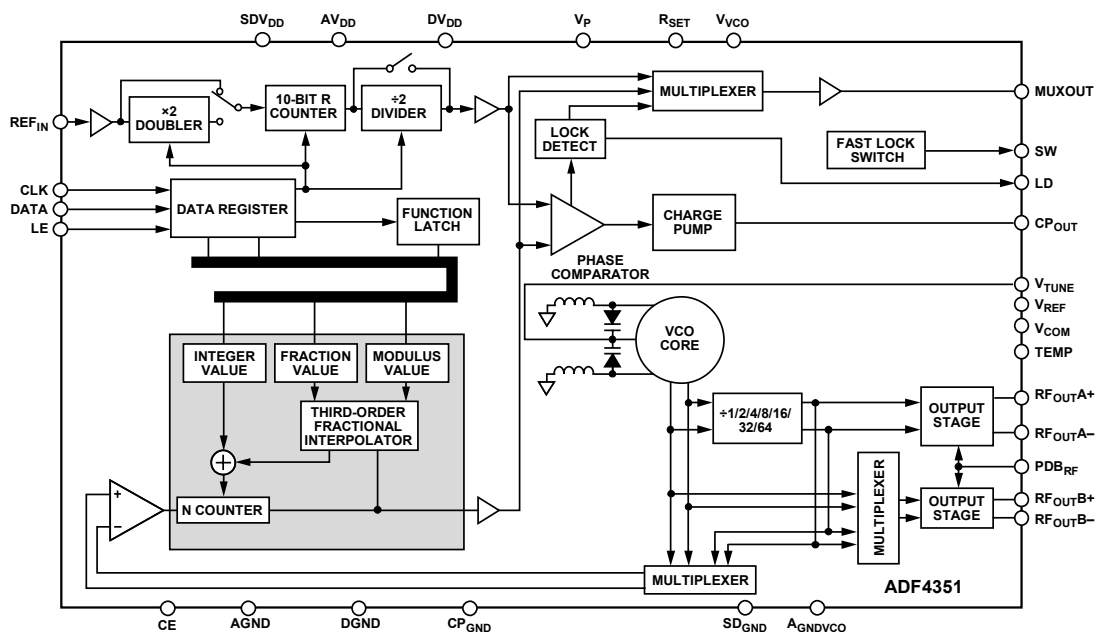 SDVDD
AVDD
DVDD
VP
RSET
VVCO
REFIN
×2
DOUBLER
10-BIT R
COUNTER
÷2
DIVIDER
MULTIPLEXER
MUXOUT
LOCK
DETECT
FAST LOCK
SWITCH
SW
LD
CLK
DATA
LE
DATA REGISTER
FUNCTION
LATCH
CHARGE
PUMP
CPOUT
PHASE
COMPARATOR
VTUNE
VREF
VCOM
TEMP
VCO
CORE
INTEGER
VALUE
FRACTION
VALUE
MODULUS
VALUE
THIRD-ORDER
FRACTIONAL
INTERPOLATOR
÷1/2/4/8/16/
32/64
OUTPUT
STAGE
RFOUTA+
RFOUTA–
PDBRF
+
–
N COUNTER
MULTIPLEXER
OUTPUT
STAGE
RFOUTB+
RFOUTB–
MULTIPLEXER
ADF4351
CE
AGND
DGND
CPGND
SDGND
AGNDVCO